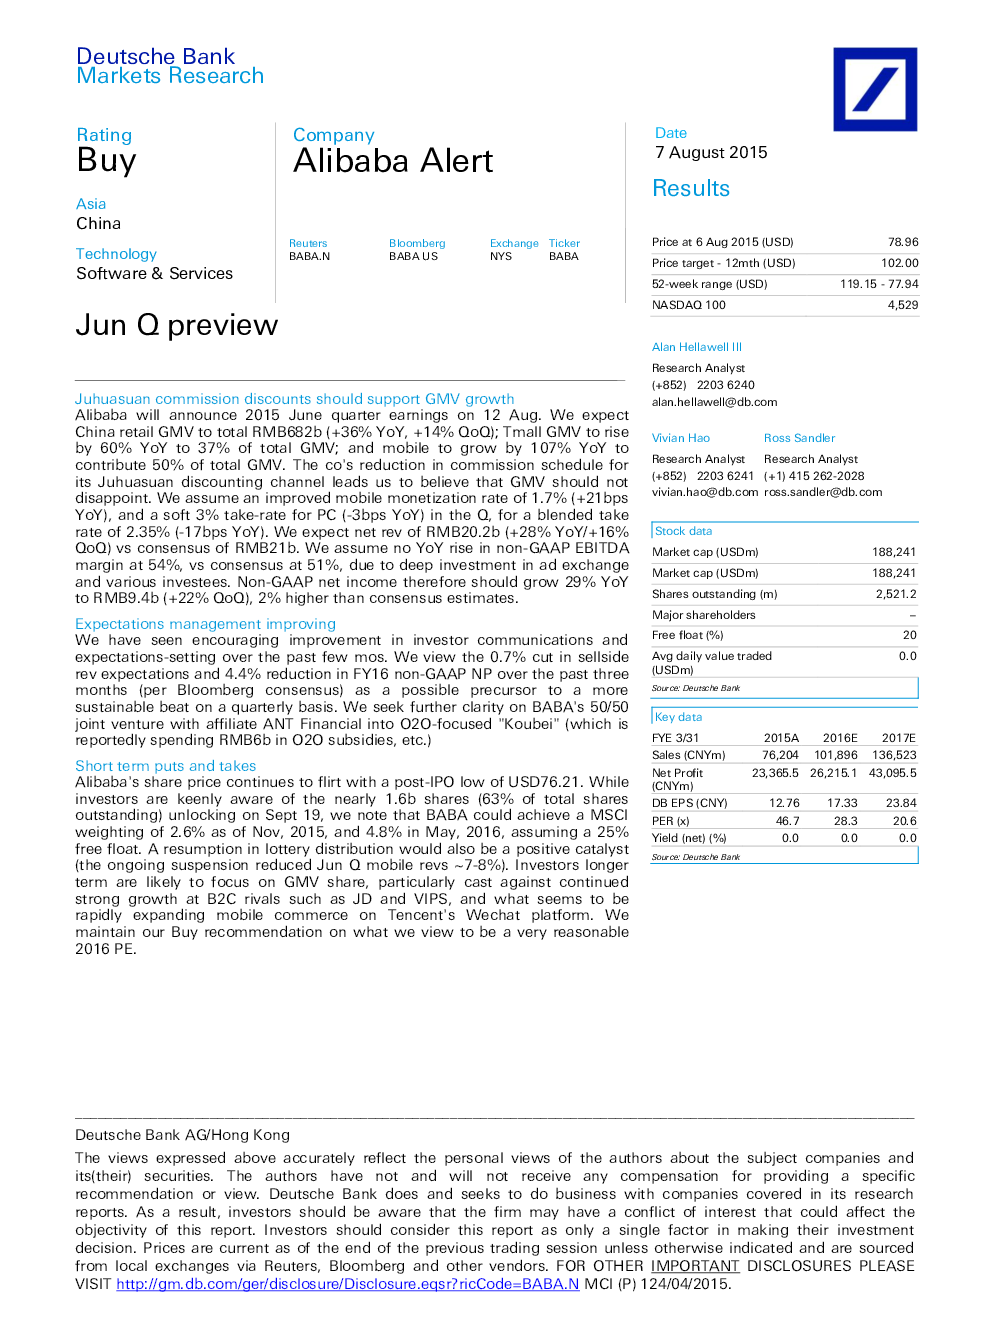 Deutsche Bank
Markets Research
Rating
Buy
Asia
China
Technology
Software & Services
Company
Alibaba Alert
Reuters Bloomberg Exchange Ticker
BABA.N BABA US NYS BABA
Date
7 August 2015
Results
Jun Q preview
Price at 6 Aug 2015 (USD) 78.96
Price target - 12mth (USD) 102.00
52-week range (USD) 119.15 - 77.94
NASDAQ 100 4,529
Juhuasuan commission discounts should support GMV growth
Alibaba will announce 2015 June quarter earnings on 12 Aug. We expect
China retail GMV to total RMB682b (+36% YoY, +14% QoQ); Tmall GMV to rise
by 60% YoY to 37% of total GMV; and mobile to grow by 107% YoY to
contribute 50% of total GMV. The co's reduction in commission schedule for
its Juhuasuan discounting channel leads us to believe that GMV should not
disappoint. We assume an improved mobile monetization rate of 1.7% (+21bps
YoY), and a soft 3% take-rate for PC (-3bps YoY) in the Q, for a blended take
rate of 2.35% (-17bps YoY). We expect net rev of RMB20.2b (+28% YoY/+16%
QoQ) vs consensus of RMB21b. We assume no YoY rise in non-GAAP EBITDA
margin at 54%, vs consensus at 51%, due to deep investment in ad exchange
and various investees. Non-GAAP net income therefore should grow 29% YoY
to RMB9.4b (+22% QoQ), 2% higher than consensus estimates.
Expectations management improving
We have seen encouraging improvement in investor communications and
expectations-setting over the past few mos. We view the 0.7% cut in sellside
rev expectations and 4.4% reduction in FY16 non-GAAP NP over the past three
months (per Bloomberg consensus) as a possible precursor to a more
sustainable beat on a quarterly basis. We seek further clarity on BABA's 50/50
joint venture with affiliate ANT Financial into O2O-focused "Koubei" (which is
reportedly spending RMB6b in O2O subsidies, etc.)
Short term puts and takes
Alibaba's share price continues to flirt with a post-IPO low of USD76.21. While
investors are keenly aware of the nearly 1.6b shares (63% of total shares
outstanding) unlocking on Sept 19, we note that BABA could achieve a MSCI
weighting of 2.6% as of Nov, 2015, and 4.8% in May, 2016, assuming a 25%
free float. A resumption in lottery distribution would also be a positive catalyst
(the ongoing suspension reduced Jun Q mobile revs ~7-8%). Investors longer
term are likely to focus on GMV share, particularly cast against continued
strong growth at B2C rivals such as JD and VIPS, and what seems to be
rapidly expanding mobile commerce on Tencent's Wechat platform. We
maintain our Buy recommendation on what we view to be a very reasonable
2016 PE.
Alan Hellawell III
Research Analyst
(+852) 2203 6240
alan.hellawell@db.com
Vivian Hao Ross Sandler
Research Analyst Research Analyst
(+852) 2203 6241 (+1) 415 262-2028
vivian.hao@db.com ross.sandler@db.com
Stock data
Market cap (USDm) 188,241
Market cap (USDm) 188,241
Shares outstanding (m) 2,521.2
Major shareholders –
Free float (%) 20
Avg daily value traded 0.0
(USDm)
Source: Deutsche Bank
Key data
FYE 3/31 2015A 2016E 2017E
Sales (CNYm) 76,204 101,896 136,523
Net Profit 23,365.5 26,215.1 43,095.5
(CNYm)
DB EPS (CNY) 12.76 17.33 23.84
PER (x) 46.7 28.3 20.6
Yield (net) (%) 0.0 0.0 0.0
Source: Deutsche Bank
Deutsche Bank AG/Hong Kong
The views expressed above accurately reflect the personal views of the authors about the subject companies and
its(their) securities. The authors have not and will not receive any compensation for providing a specific
recommendation or view. Deutsche Bank does and seeks to do business with companies covered in its research
reports. As a result, investors should be aware that the firm may have a conflict of interest that could affect the
objectivity of this report. Investors should consider this report as only a single factor in making their investment
decision. Prices are current as of the end of the previous trading session unless otherwise indicated and are sourced
from local exchanges via Reuters, Bloomberg and other vendors. FOR OTHER IMPORTANT DISCLOSURES PLEASE
VISIT http://gm.db.com/ger/disclosure/Disclosure.eqsr?ricCode=BABA.N MCI (P) 124/04/2015.